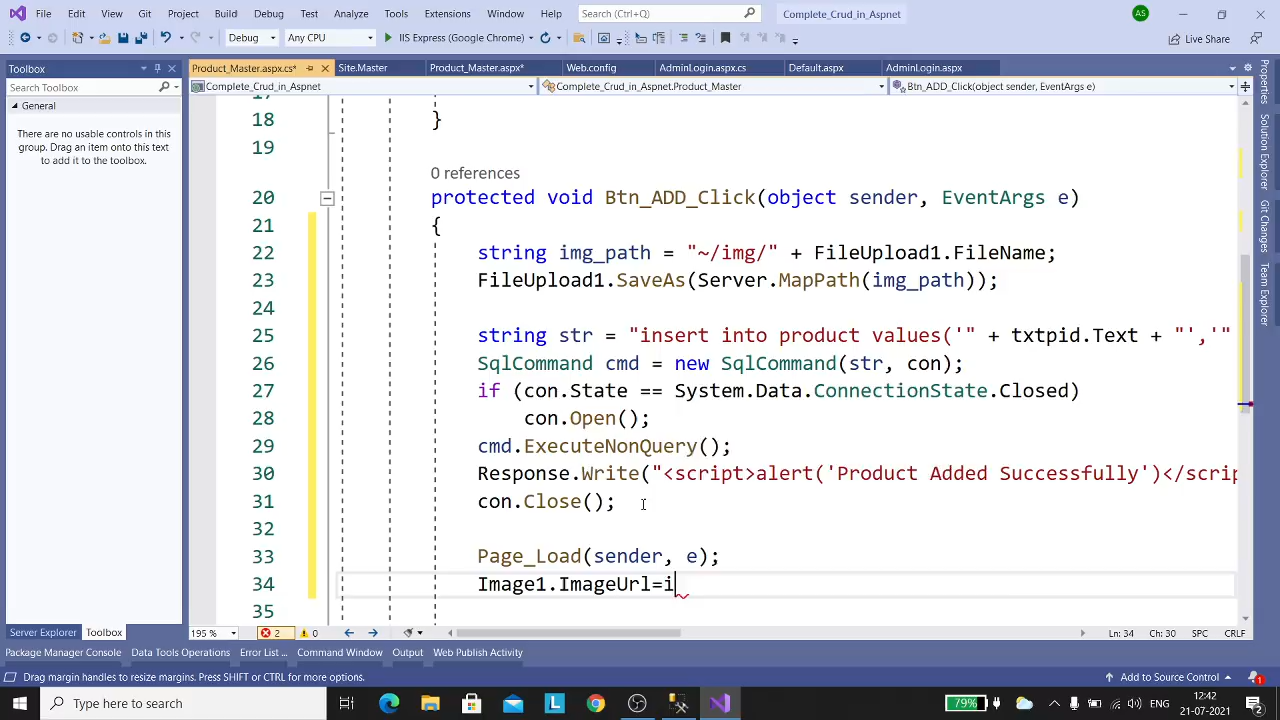 File Edit View Git Project Build Debug Test Analyze Tools Extensions Window Help Search (Ctrl+Q) Complete_Crud_in_Aspnet AS
Debug Any CPU IIS Express (Google Chrome) Live Share
Toolbox
Product_Master.aspx.cs* Site.Master Product_Master.aspx* Web.config AdminLogin.aspx.cs Default.aspx AdminLogin.aspx
Search Toolbox
Complete_Crud_in_Aspnet Complete_Crud_in_Aspnet.Product_Master Btn_ADD_Click(object sender, EventArgs e)
General
There are no usable controls in this
group. Drag an item onto this text
to add it to the toolbox.
18 }
19
0 references
20 protected void Btn_ADD_Click(object sender, EventArgs e)
21 {
22 string img_path = "~/img/" + FileUpload1.FileName;
23 FileUpload1.SaveAs(Server.MapPath(img_path));
24
25 string str = "insert into product values('" + txtpid.Text + "','"
26 SqlCommand cmd = new SqlCommand(str, con);
27 if (con.State == System.Data.ConnectionState.Closed)
28 con.Open();
29 cmd.ExecuteNonQuery();
30 Response.Write("<script>alert('Product Added Successfully')</scrip
31 con.Close();
32
33 Page_Load(sender, e);
34 Image1.ImageUrl=i
35
Properties
Solution Explorer
Git Changes
Team Explorer
Server Explorer Toolbox
195 % 2 0 Ln: 34 Ch: 30 SPC CRLF
Package Manager Console Data Tools Operations Error List ... Command Window Output Web Publish Activity
Drag margin handles to resize margins. Press SHIFT or CTRL for more options. Add to Source Control 1
Type here to search 79% ENG 12:42
21-07-2021 2